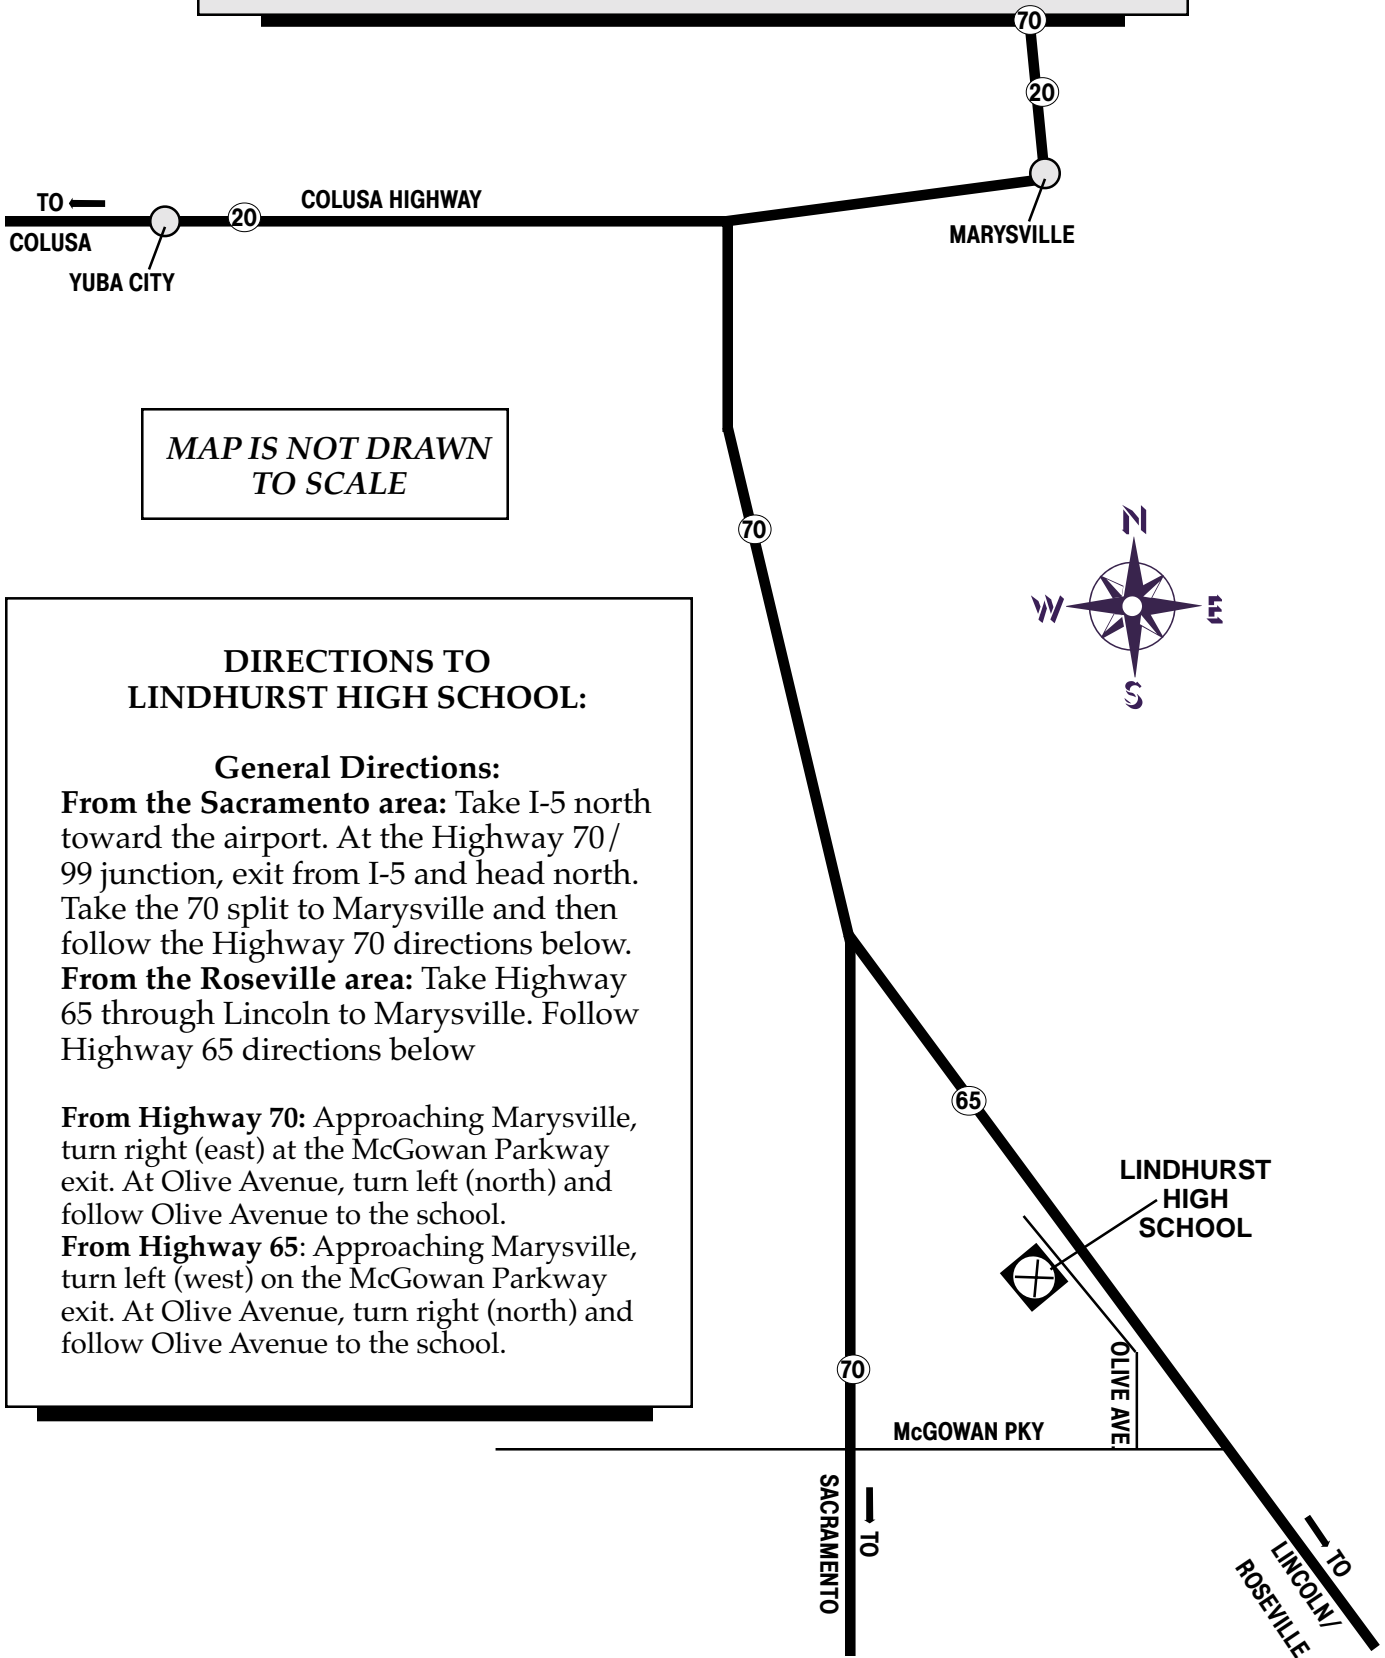 70
20
TO
COLUSA HIGHWAY
20
COLUSA
YUBA CITY
MARYSVILLE
MAP IS NOT DRAWN
TO SCALE
70
N
W
E
S
DIRECTIONS TO
LINDHURST HIGH SCHOOL:
General Directions:
From the Sacramento area: Take I-5 north
toward the airport. At the Highway 70/
99 junction, exit from I-5 and head north.
Take the 70 split to Marysville and then
follow the Highway 70 directions below.
From the Roseville area: Take Highway
65 through Lincoln to Marysville. Follow
Highway 65 directions below
From Highway 70: Approaching Marysville,
turn right (east) at the McGowan Parkway
exit. At Olive Avenue, turn left (north) and
follow Olive Avenue to the school.
From Highway 65: Approaching Marysville,
turn left (west) on the McGowan Parkway
exit. At Olive Avenue, turn right (north) and
follow Olive Avenue to the school.
65
LINDHURST
HIGH
SCHOOL
70
OLIVE AVE.
McGOWAN PKY
TO
SACRAMENTO
TO
LINCOLN/
ROSEVILLE